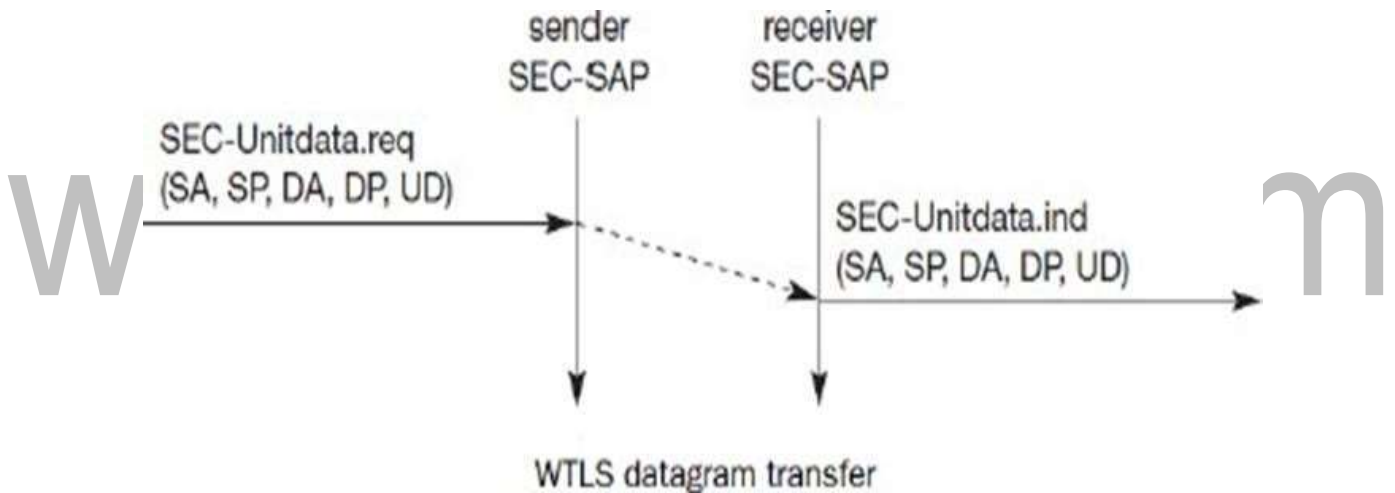 sender
SEC-SAP
receiver
SEC-SAP
SEC-Unitdata.req
(SA, SP, DA, DP, UD)
SEC-Unitdata.ind
(SA, SP, DA, DP, UD)
WTLS datagram transfer